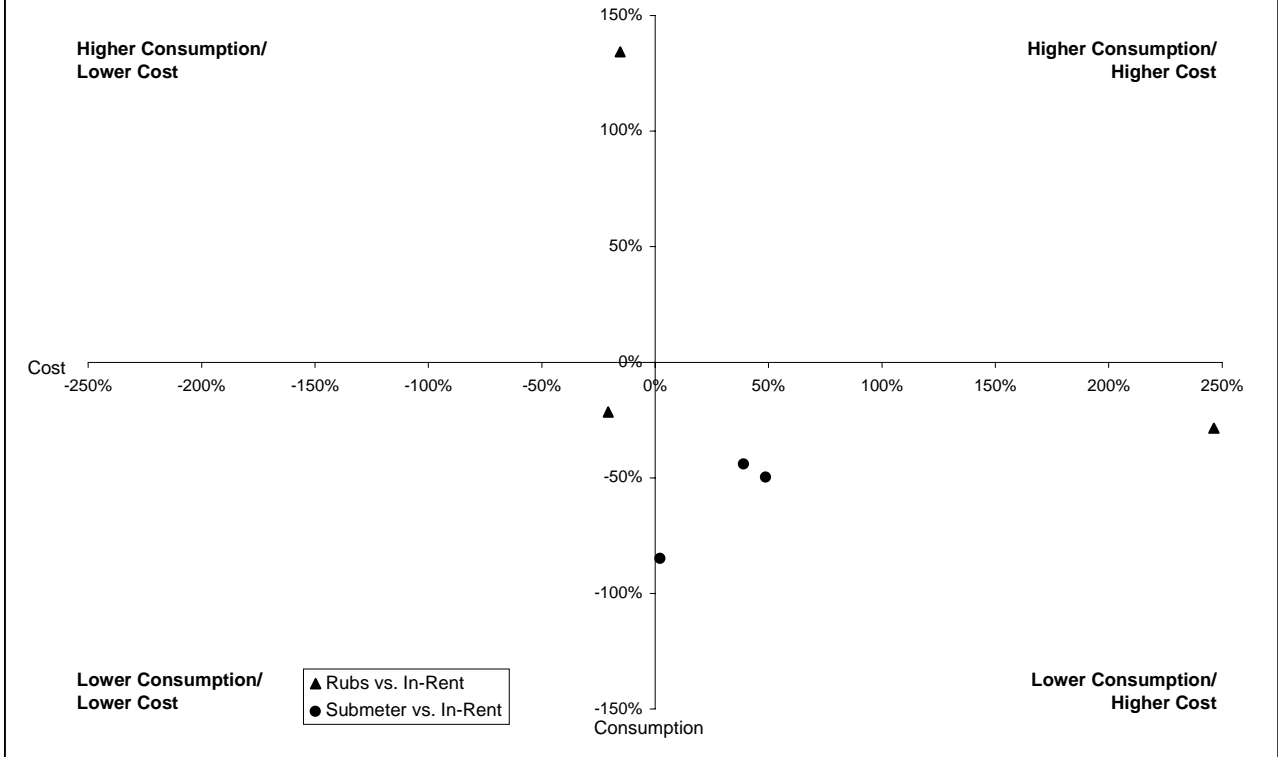 150%
Higher Consumption/
Lower Cost
Higher Consumption/
Higher Cost
100%
50%
0%
Cost
-250%
-200%
-150%
-100%
-50%
0%
50%
100%
150%
200%
250%
-50%
-100%
Lower Consumption/
Lower Cost
Rubs vs. In-Rent
Submeter vs. In-Rent
Lower Consumption/
Higher Cost
-150%
Consumption